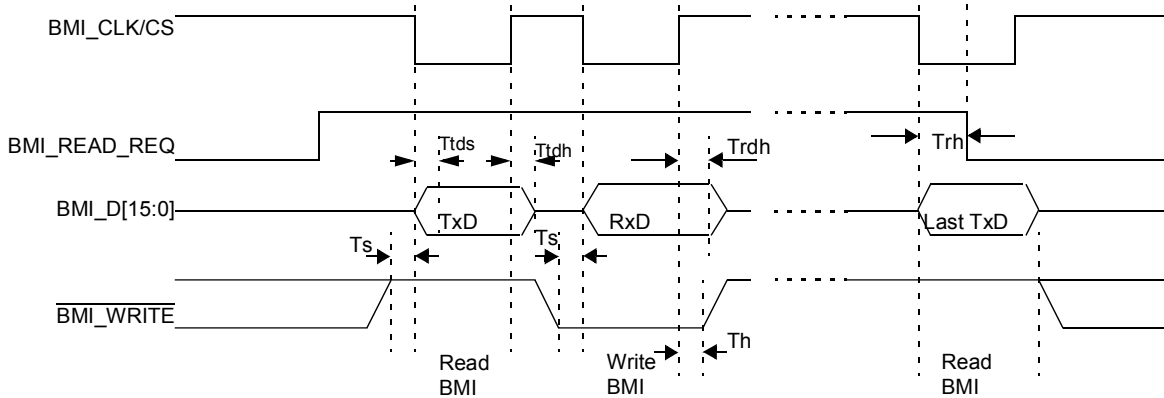 BMI_CLK/CS
BMI_READ_REQ
Ttds
Ttdh
Trdh
Trh
BMI_D[15:0]
TxD
RxD
Last TxD
Ts
Ts
BMI_WRITE
Th
Read
BMI
Write
BMI
Read
BMI